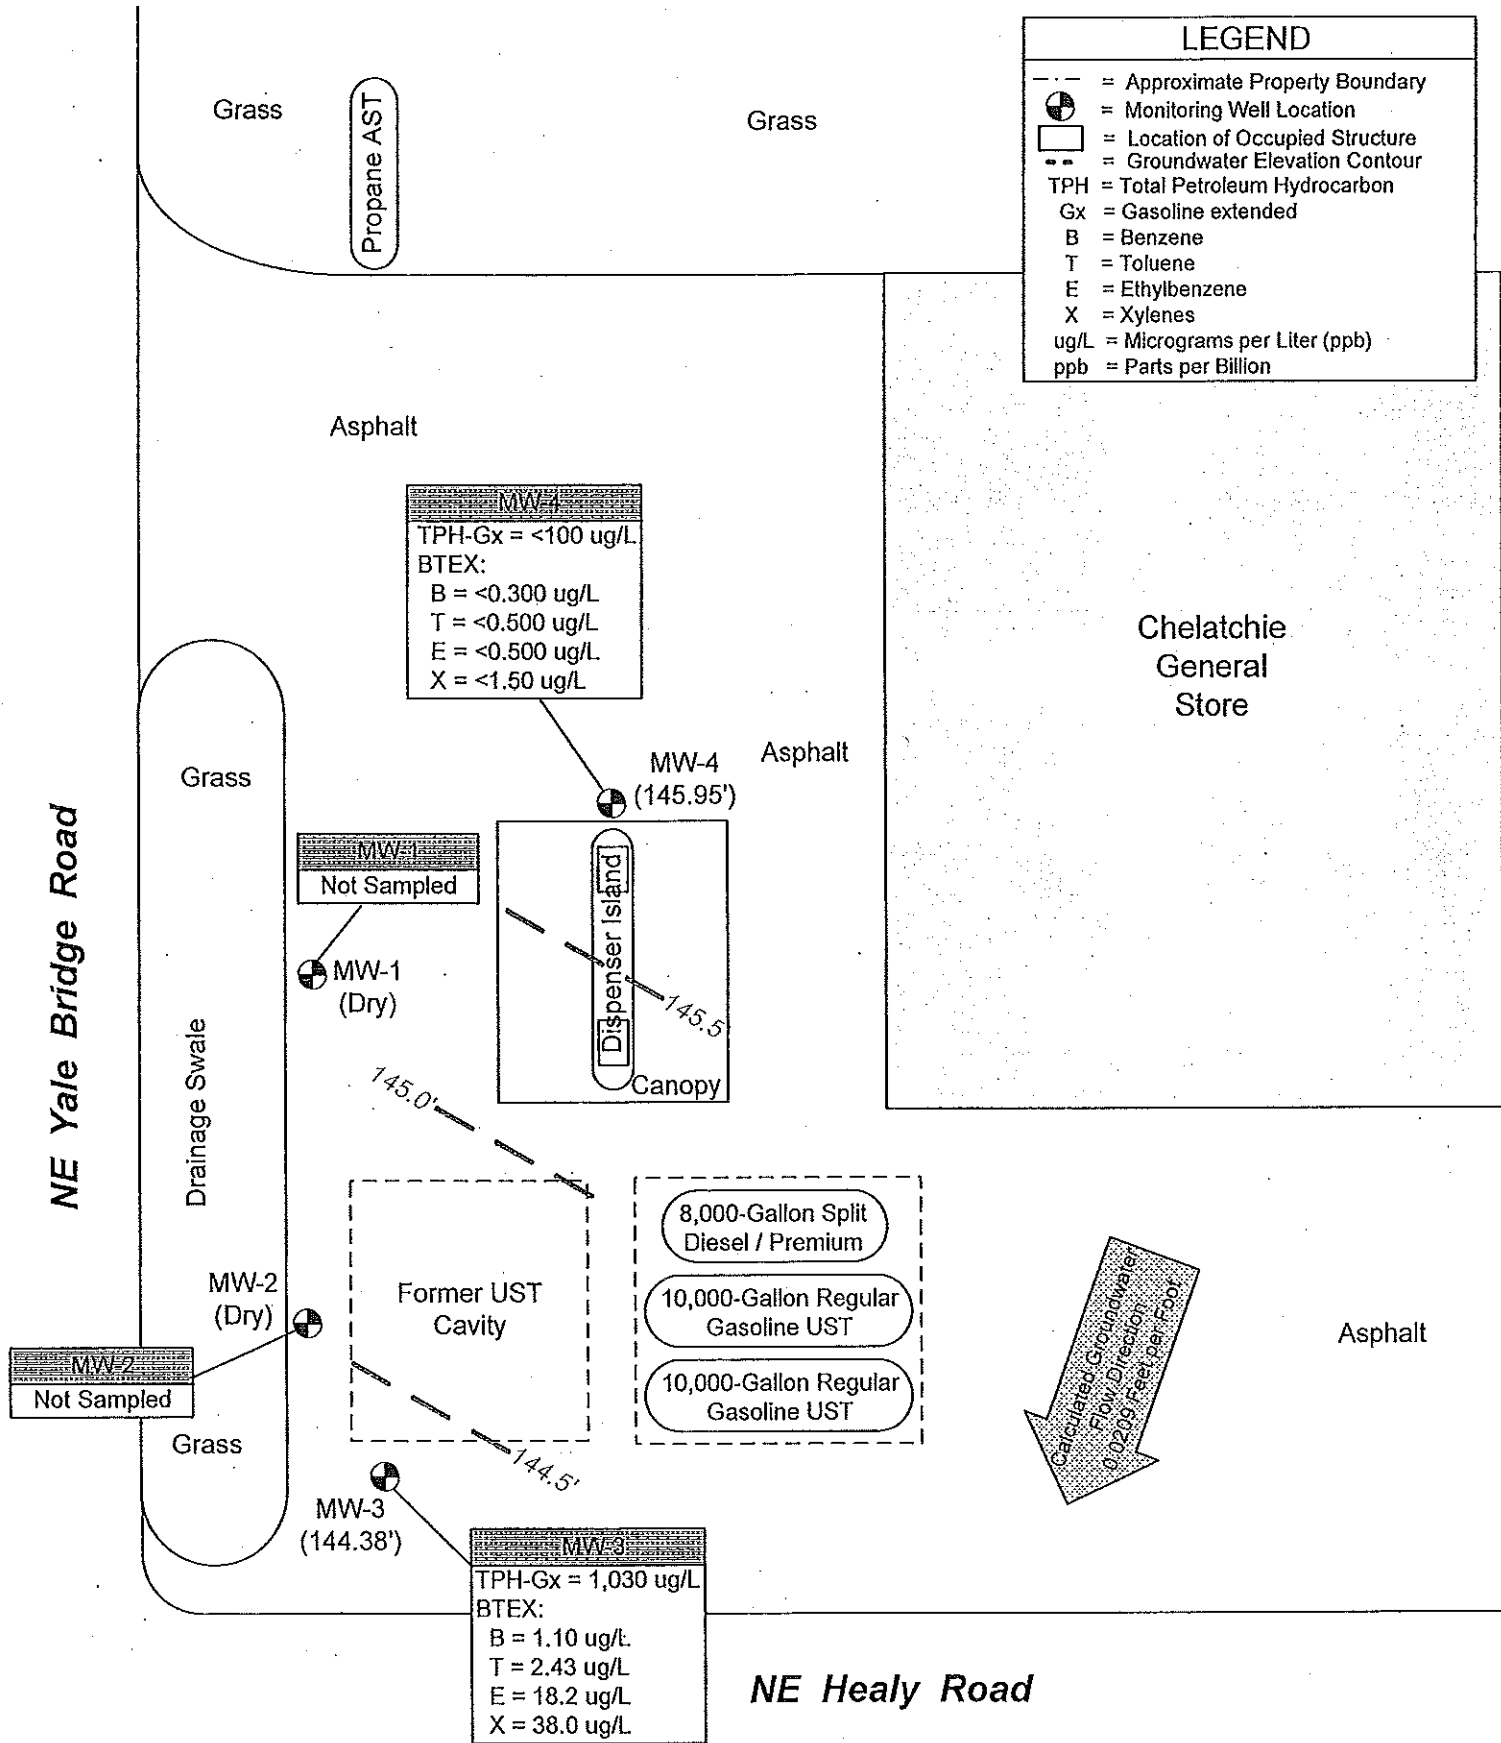 LEGEND
= Approximate Property Boundary
= Monitoring Well Location
= Location of Occupied Structure
= Groundwater Elevation Contour
TPH = Total Petroleum Hydrocarbon
Gx = Gasoline extended
B = Benzene
T = Toluene
E = Ethylbenzene
X = Xylenes
ug/L = Micrograms per Liter (ppb)
ppb = Parts per Billion
Grass
Propane AST
Grass
Asphalt
MW-4
TPH-Gx = <100 ug/L
BTEX:
B = <0.300 ug/L
T = <0.500 ug/L
E = <0.500 ug/L
X = <1.50 ug/L
Chelatchie
General
Store
Grass
MW-4
(145.95')
Asphalt
NE Yale Bridge Road
MW-1
Not Sampled
MW-1
(Dry)
Dispenser Island
145.5
Canopy
Drainage Swale
145.0'
8,000-Gallon Split
Diesel / Premium
10,000-Gallon Regular
Gasoline UST
10,000-Gallon Regular
Gasoline UST
Former UST
Cavity
MW-2
(Dry)
MW-2
Not Sampled
Grass
144.5'
Calculated Groundwater
Flow Direction
0.0209 Feet per Foot
Asphalt
MW-3
(144.38')
MW-3
TPH-Gx = 1,030 ug/L
BTEX:
B = 1.10 ug/L
T = 2.43 ug/L
E = 18.2 ug/L
X = 38.0 ug/L
NE Healy Road